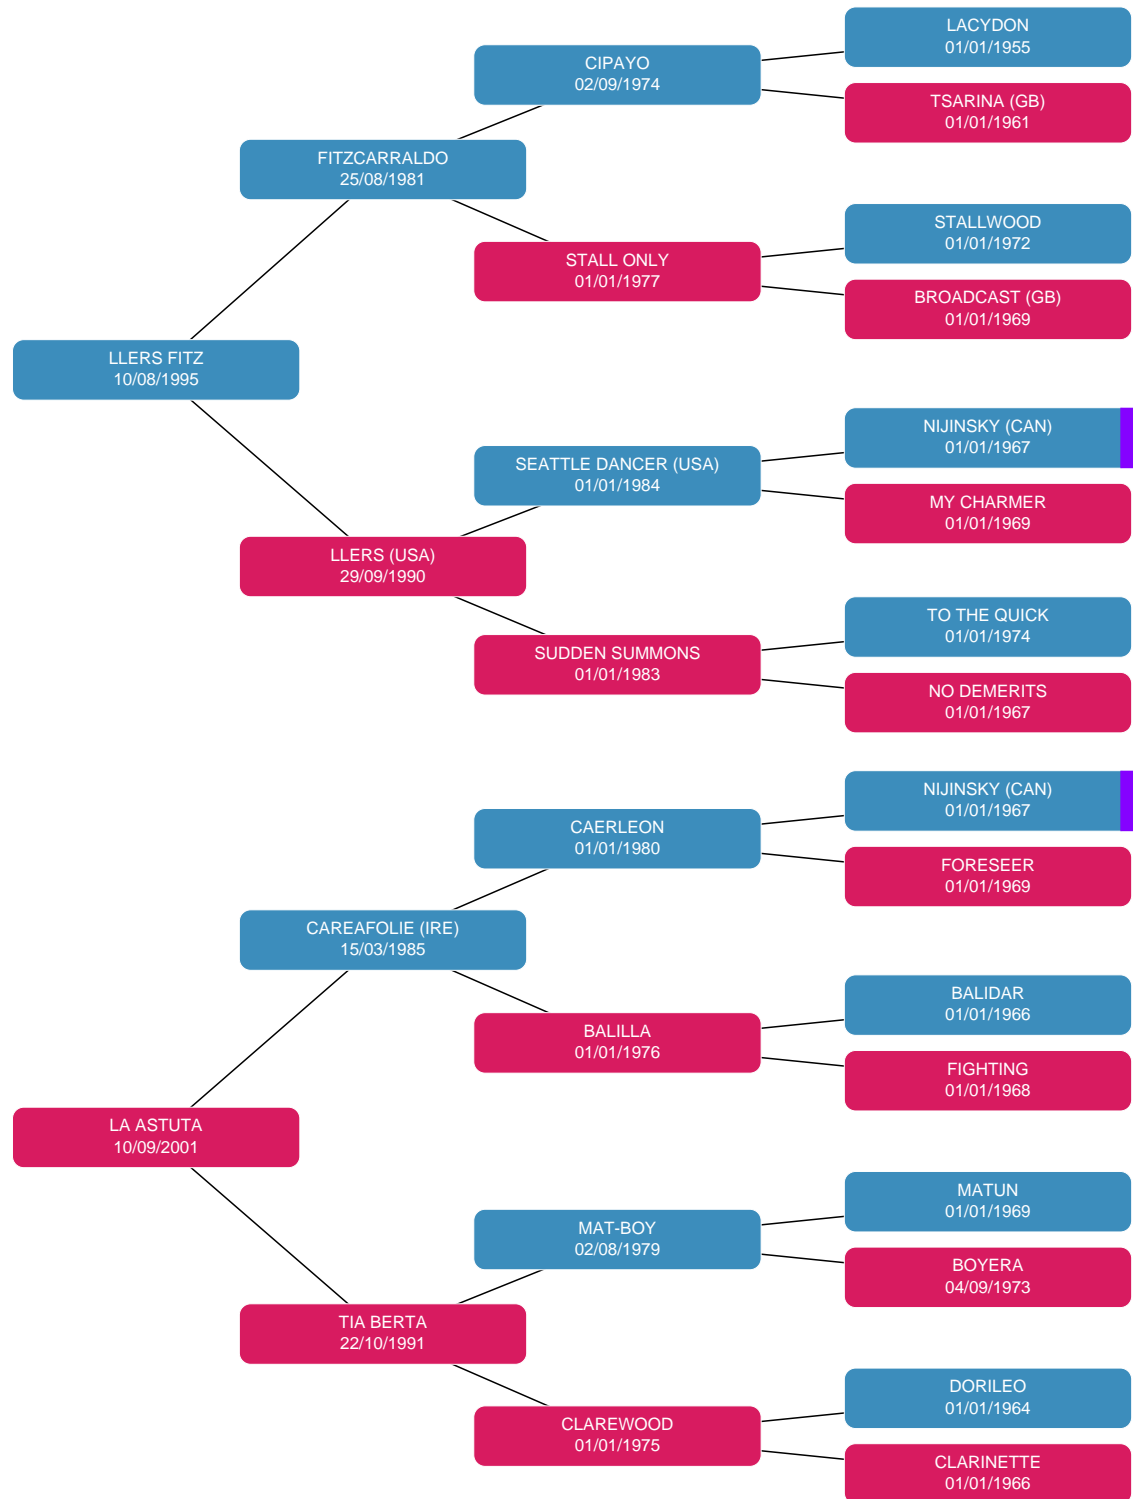 LACYDON
01/01/1955
CIPAYO
02/09/1974
TSARINA (GB)
01/01/1961
FITZCARRALDO
25/08/1981
STALLWOOD
01/01/1972
STALL ONLY
01/01/1977
BROADCAST (GB)
01/01/1969
LLERS FITZ
10/08/1995
NIJINSKY (CAN)
01/01/1967
SEATTLE DANCER (USA)
01/01/1984
MY CHARMER
01/01/1969
LLERS (USA)
29/09/1990
TO THE QUICK
01/01/1974
SUDDEN SUMMONS
01/01/1983
NO DEMERITS
01/01/1967
NIJINSKY (CAN)
01/01/1967
CAERLEON
01/01/1980
FORESEER
01/01/1969
CAREAFOLIE (IRE)
15/03/1985
BALIDAR
01/01/1966
BALILLA
01/01/1976
FIGHTING
01/01/1968
LA ASTUTA
10/09/2001
MATUN
01/01/1969
MAT-BOY
02/08/1979
BOYERA
04/09/1973
TIA BERTA
22/10/1991
DORILEO
01/01/1964
CLAREWOOD
01/01/1975
CLARINETTE
01/01/1966